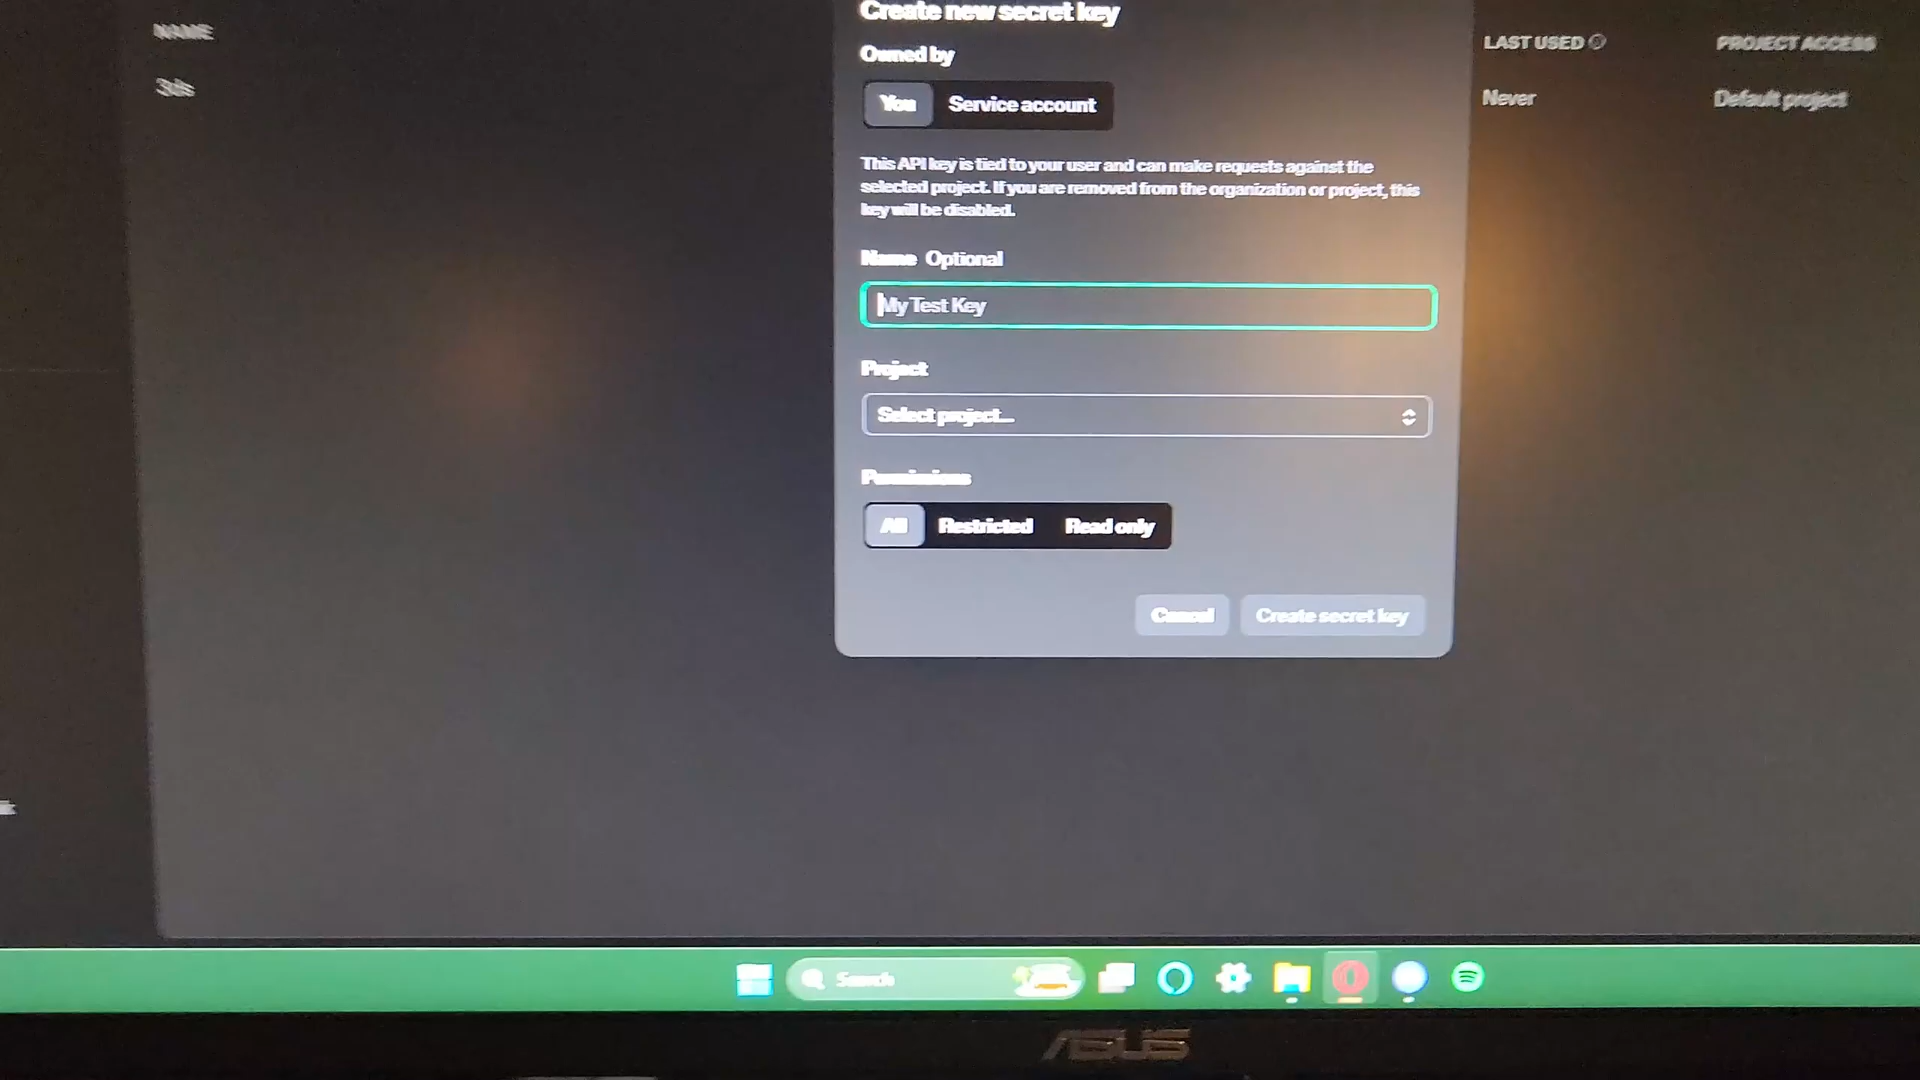 Create new secret key
Owned by
You Service account
This API key is tied to your user and can make requests against the
selected project. If you are removed from the organization or project, this
key will be disabled.
Name Optional
My Test Key
Project
Select project...
Permissions
All Restricted Read only
Cancel Create secret key
NAME
LAST USED
PROJECT ACCESS
3ds
Never
Default project
Search
ASUS